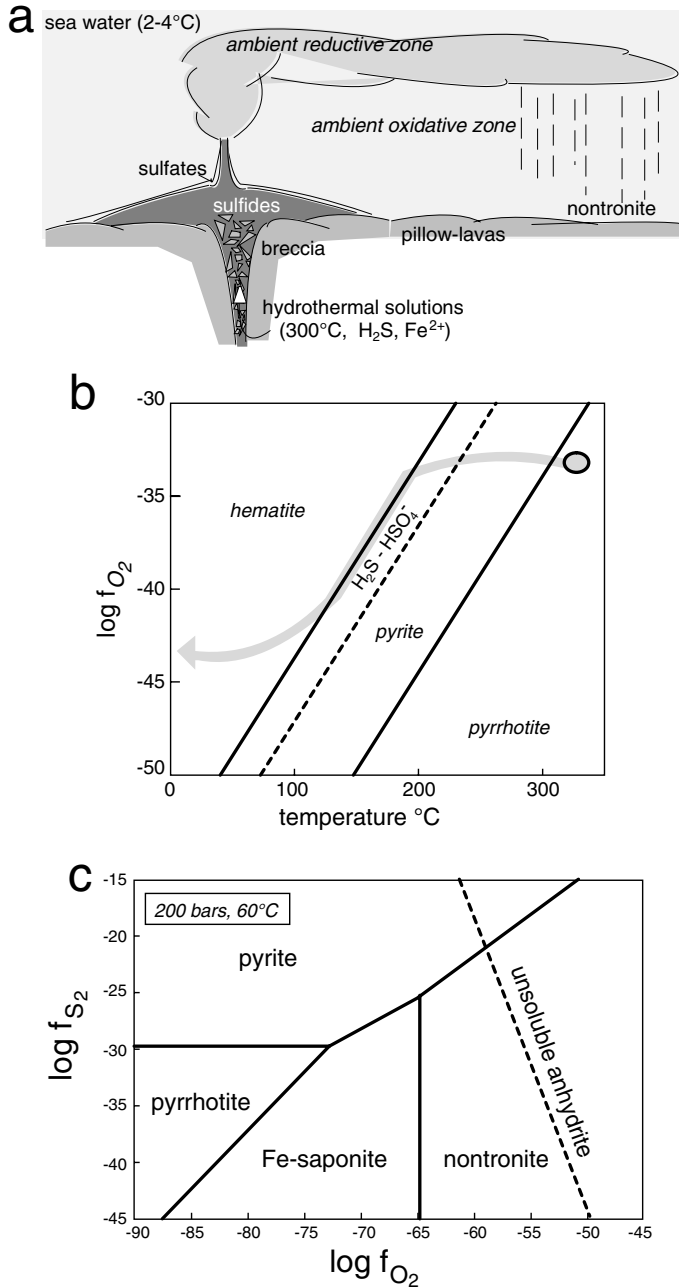 a
sea water (2-4°C)
ambient reductive zone
ambient oxidative zone
sulfates
sulfides
nontronite
breccia
pillow-lavas
hydrothermal solutions
(300°C, H₂S, Fe²⁺)
b
-30
-35
-40
-45
-50
log f O₂
hematite
H₂S - HSO₄⁻
pyrite
pyrrhotite
0
100
200
300
temperature °C
c
-15
-20
-25
-30
-35
-40
-45
log f S₂
200 bars, 60°C
pyrite
unsoluble anhydrite
pyrrhotite
Fe-saponite
nontronite
-90 -85 -80 -75 -70 -65 -60 -55 -50 -45
log f O₂